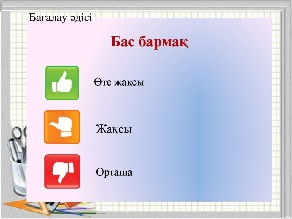 Бағалау әдісі
Бас бармақ
Өте жақсы
Жақсы
Орташа